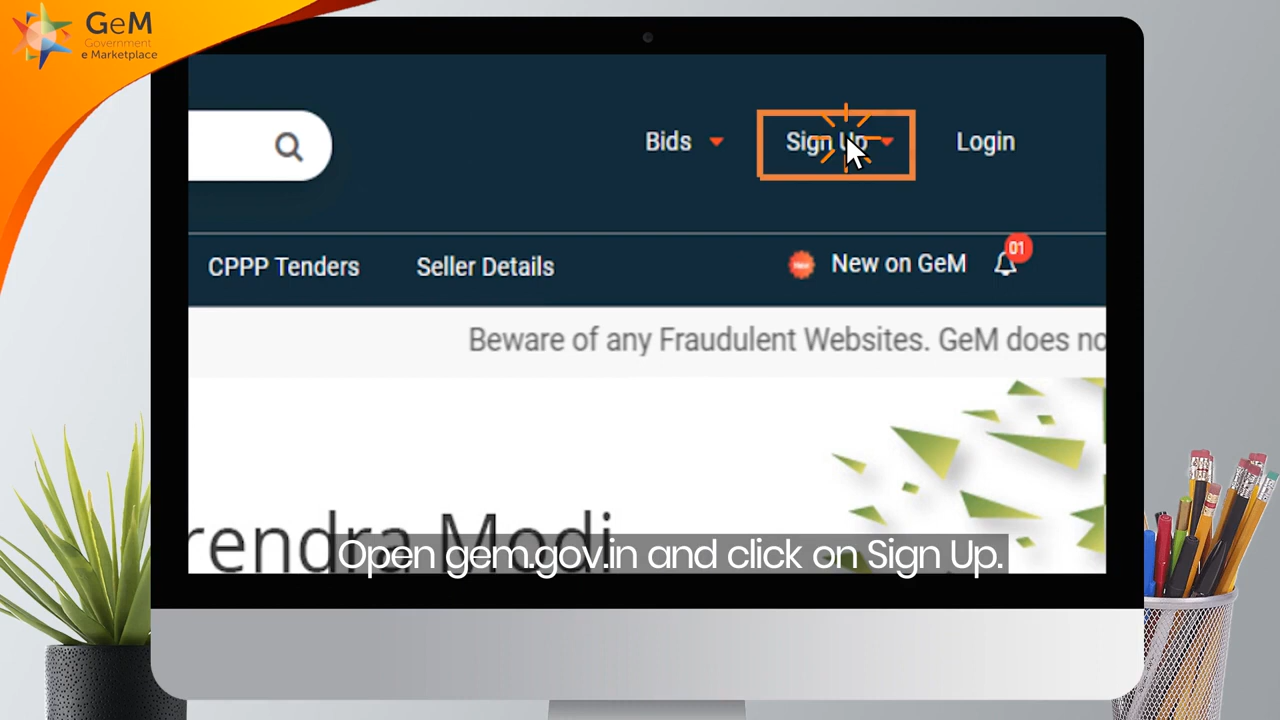 GeM
Government
e Marketplace
Bids
Sign Up
Login
CPPP Tenders
Seller Details
New on GeM
01
Beware of any Fraudulent Websites. GeM does no
rendra Modi
Open gem.gov.in and click on Sign Up.